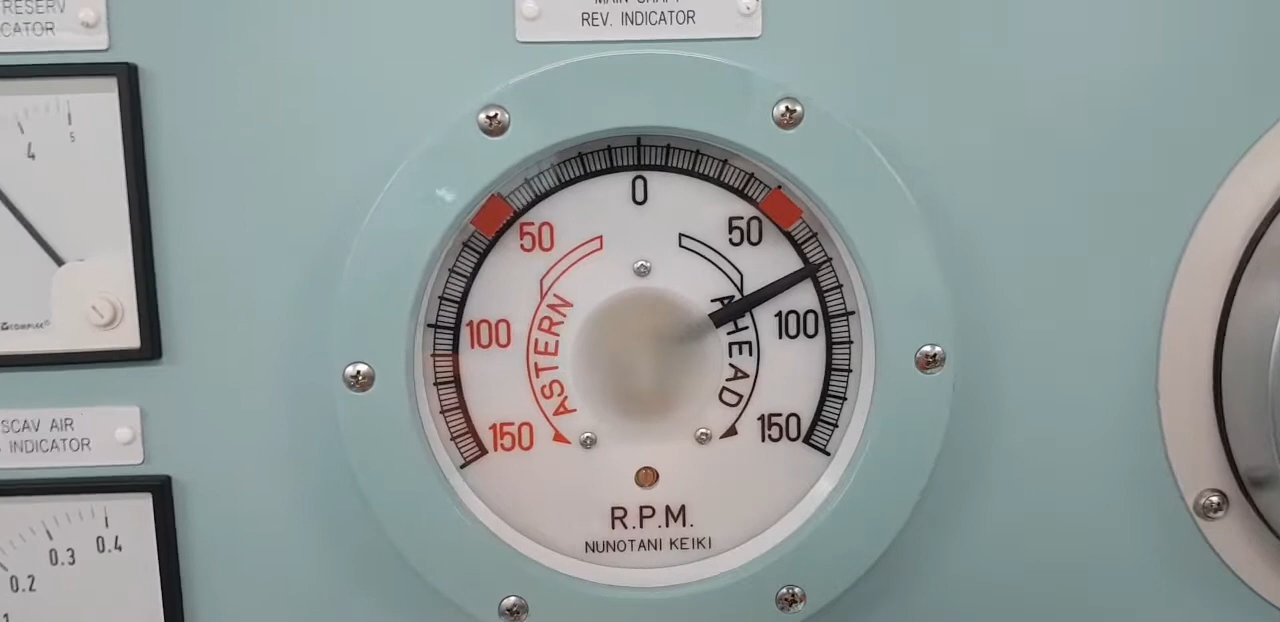 RESERV
CATOR
MAIN SHAFT
REV. INDICATOR
4
5
0
50
50
100
100
150
150
ASTERN
AHEAD
R.P.M.
NUNOTANI KEIKI
SCAV AIR
INDICATOR
0.2
0.3
0.4